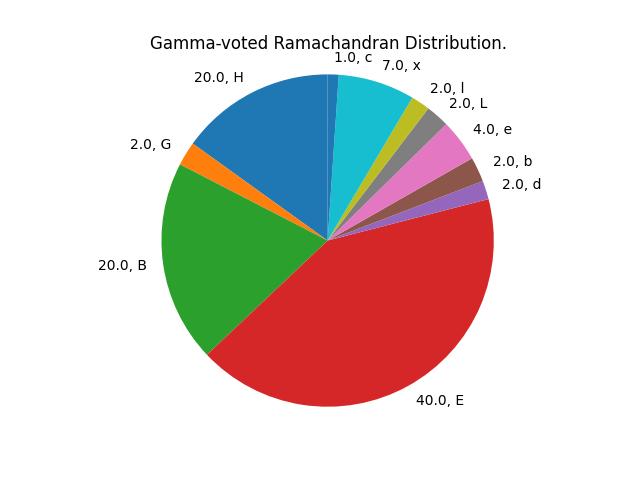 Gamma-voted Ramachandran Distribution.
1.0, c
7.0, x
20.0, H
2.0, l
2.0, L
4.0, e
2.0, G
2.0, b
2.0, d
20.0, B
40.0, E